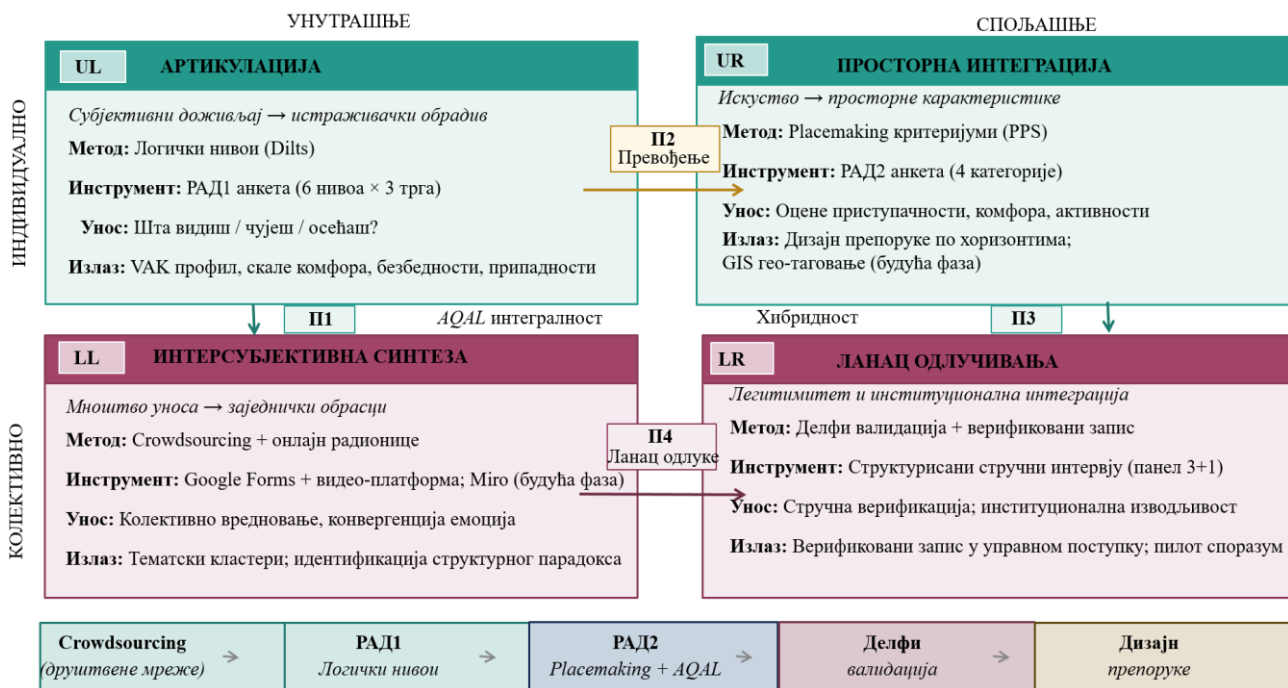 УНУТРАШЊЕ
СПОЉАШЊЕ
ИНДИВИДУАЛНО
UL
АРТИКУЛАЦИЈА
Субјективни доживљај → истраживачки обрадив
Метод: Логички нивои (Dilts)
Инструмент: РАД1 анкета (6 нивоа × 3 трга)
Унос: Шта видиш / чујеш / осећаш?
Излаз: VAK профил, скале комфора, безбедности, припадности
П2
Превођење
UR
ПРОСТОРНА ИНТЕГРАЦИЈА
Искуство → просторне карактеристике
Метод: Placemaking критеријуми (PPS)
Инструмент: РАД2 анкета (4 категорије)
Унос: Оцене приступачности, комфора, активности
Излаз: Дизајн препоруке по хоризонтима;
GIS гео-таговање (будућа фаза)
П1
AQAL интегралност
Хибридност
П3
КОЛЕКТИВНО
LL
ИНТЕРСУБЈЕКТИВНА СИНТЕЗА
Мноштво уноса → заједнички обрасци
Метод: Crowdsourcing + онлајн радионице
Инструмент: Google Forms + видео-платформа; Miro (будућа фаза)
Унос: Колективно вредновање, конвергенција емоција
Излаз: Тематски кластери; идентификација структурног парадокса
П4
Ланац одлуке
LR
ЛАНАЦ ОДЛУЧИВАЊА
Легитимитет и институционална интеграција
Метод: Делфи валидација + верификовани запис
Инструмент: Структурисани стручни интервју (панел 3+1)
Унос: Стручна верификација; институционална изводљивост
Излаз: Верификовани запис у управном поступку; пилот споразум
Crowdsourcing
(друштвене мреже)
РАД1
Логички нивои
РАД2
Placemaking + AQAL
Делфи
валидација
Дизајн
препоруке